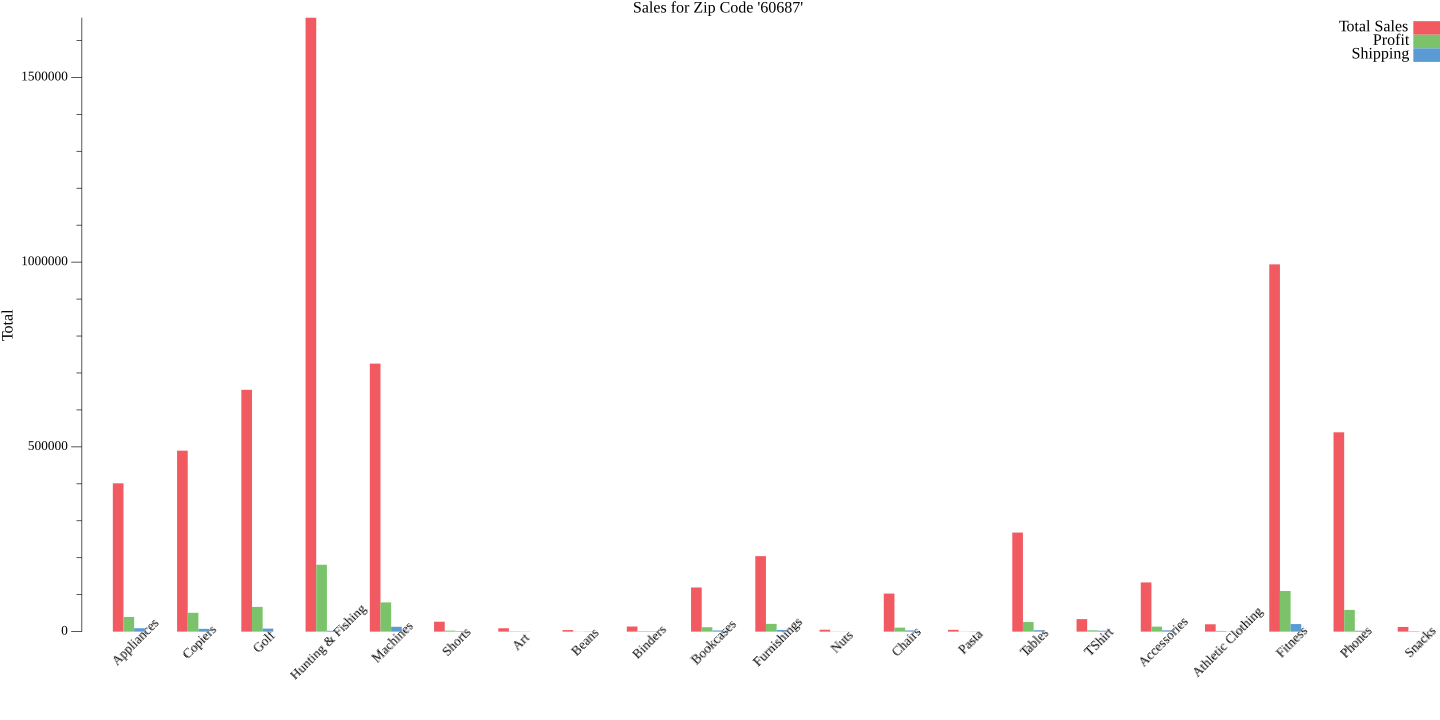 Sales for Zip Code '60687'
Total Sales
Profit
Shipping
1500000
1000000
500000
0
Total
Appliances
Copiers
Golf
Hunting & Fishing
Machines
Shorts
Art
Beans
Binders
Bookcases
Furnishings
Nuts
Chairs
Pasta
Tables
TShirt
Accessories
Athletic Clothing
Fitness
Phones
Snacks